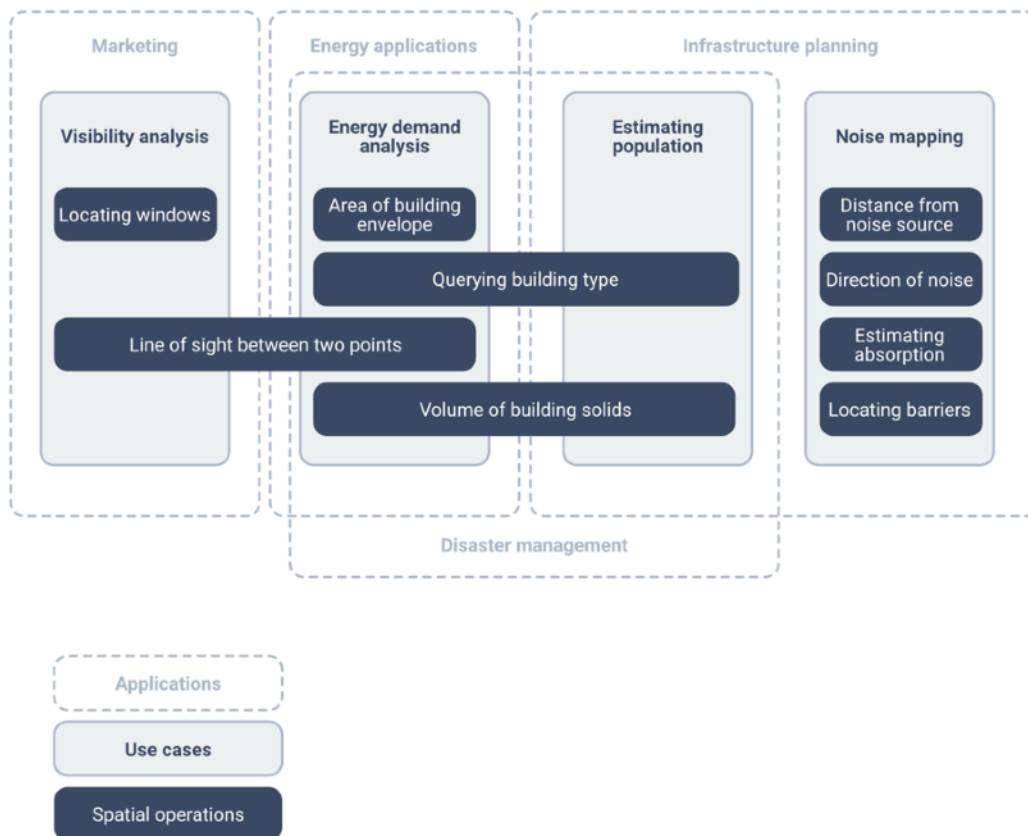 Marketing
Energy applications
Infrastructure planning
Visibility analysis
Energy demand
analysis
Estimating
population
Noise mapping
Locating windows
Area of building
envelope
Distance from
noise source
Querying building type
Direction of noise
Line of sight between two points
Estimating
absorption
Volume of building solids
Locating barriers
Disaster management
Applications
Use cases
Spatial operations